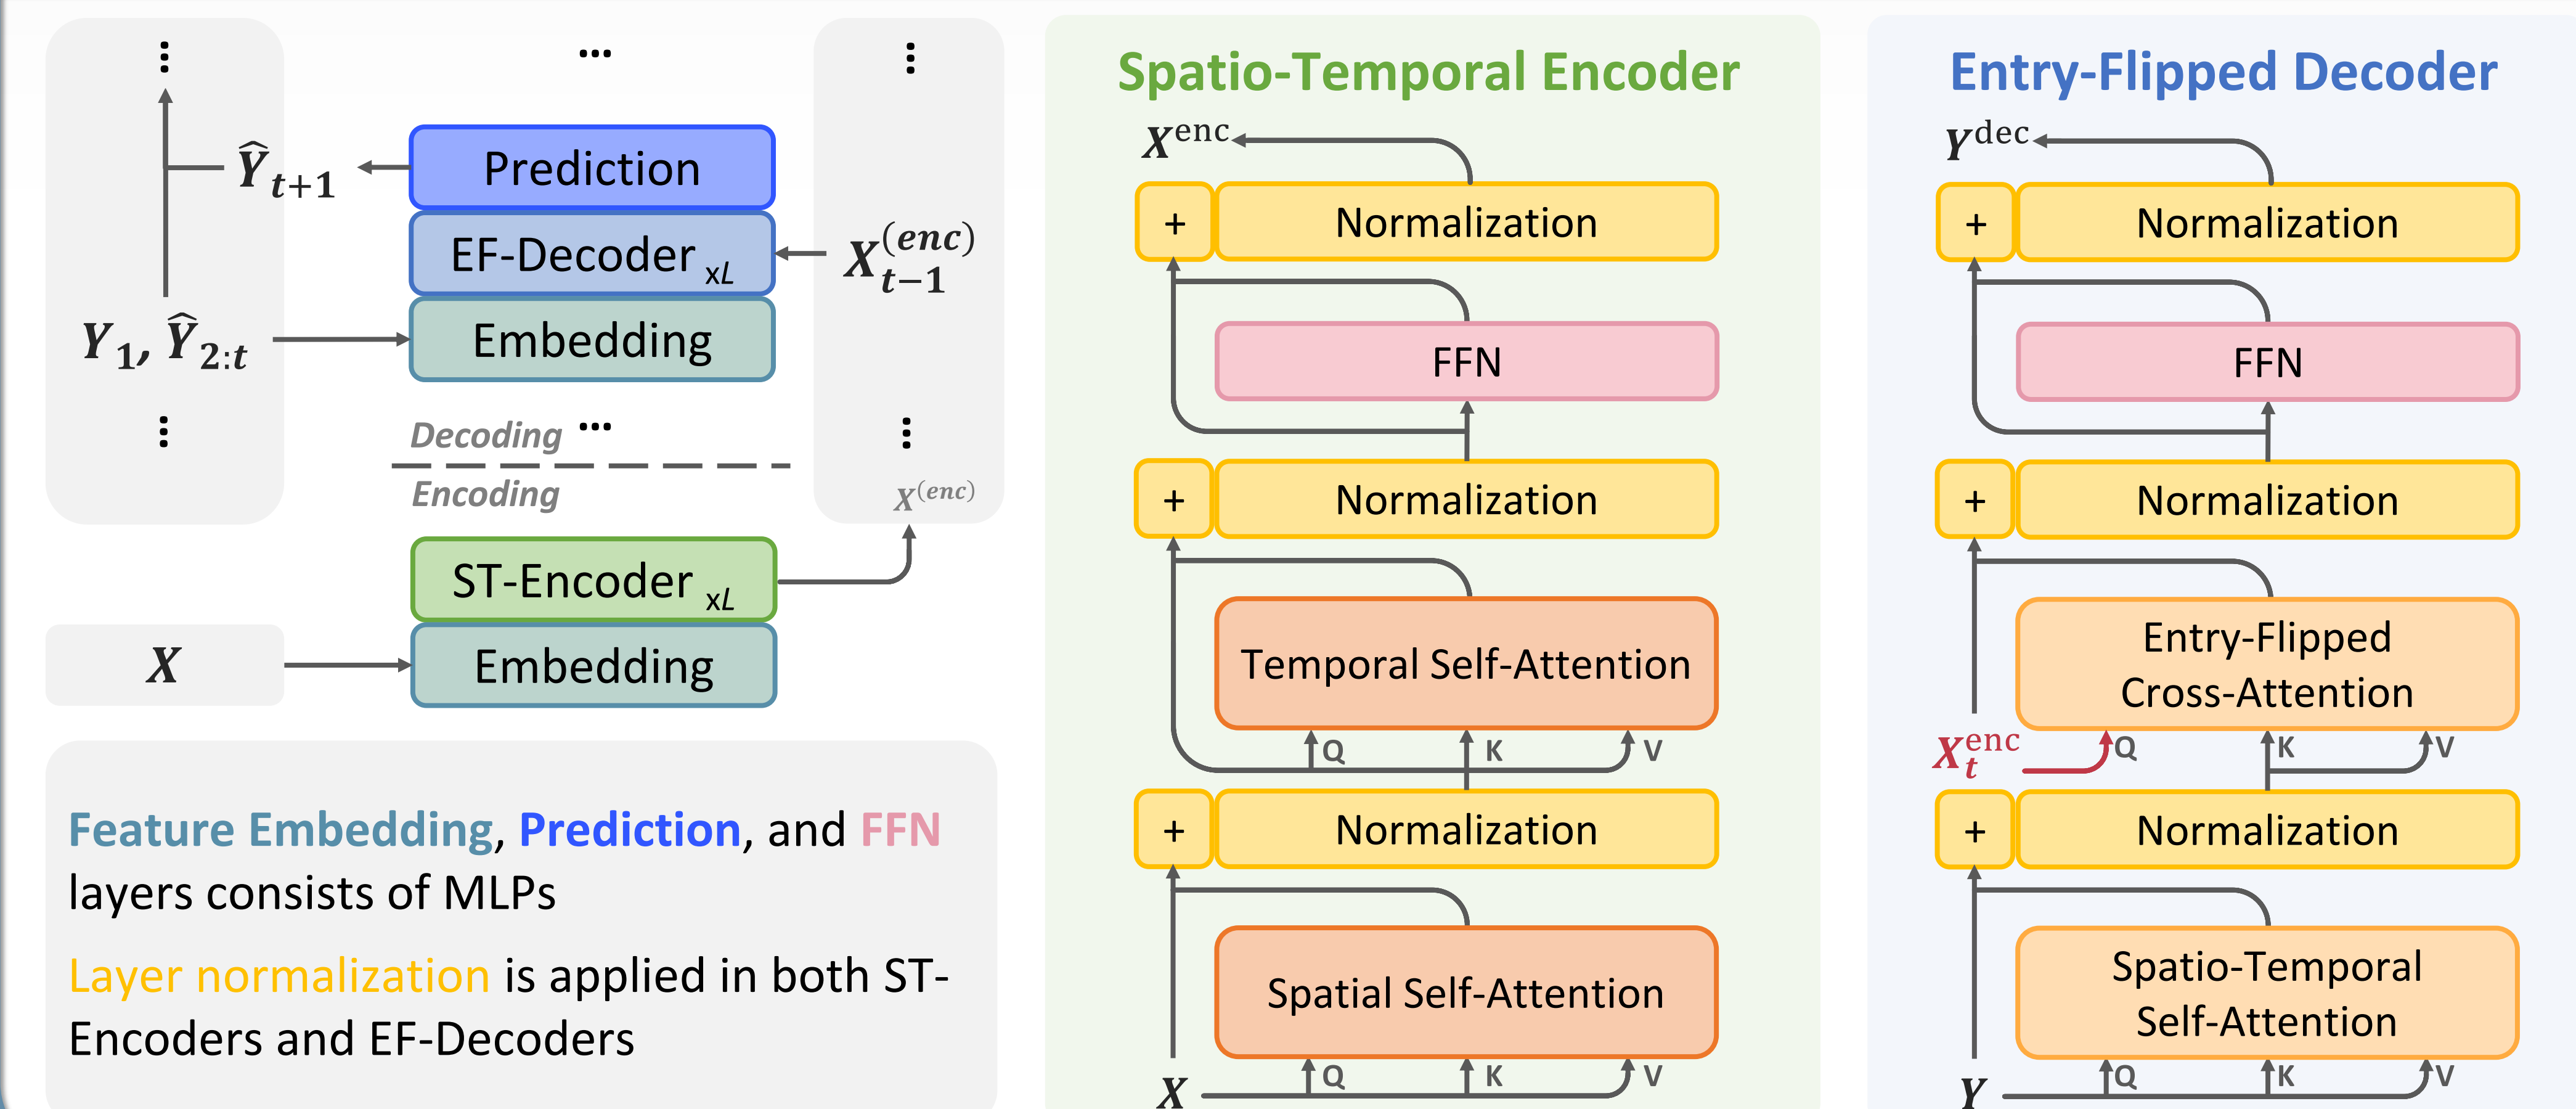 ⋮
...
⋮
Ŷ_{t+1}
Prediction
EF-Decoder xL
X_{t−1}^{(enc)}
Y_1, Ŷ_{2:t}
Embedding
⋮
Decoding ...
⋮
Encoding
X^{(enc)}
ST-Encoder xL
X
Embedding
Feature Embedding, Prediction, and FFN
layers consists of MLPs
Layer normalization is applied in both ST-
Encoders and EF-Decoders
Spatio-Temporal Encoder
X^{enc}
+ Normalization
FFN
+ Normalization
Temporal Self-Attention
Q K V
+ Normalization
Spatial Self-Attention
Q K V
X
Entry-Flipped Decoder
Y^{dec}
+ Normalization
FFN
+ Normalization
Entry-Flipped
Cross-Attention
X_t^{enc} Q K V
+ Normalization
Spatio-Temporal
Self-Attention
Q K V
Y